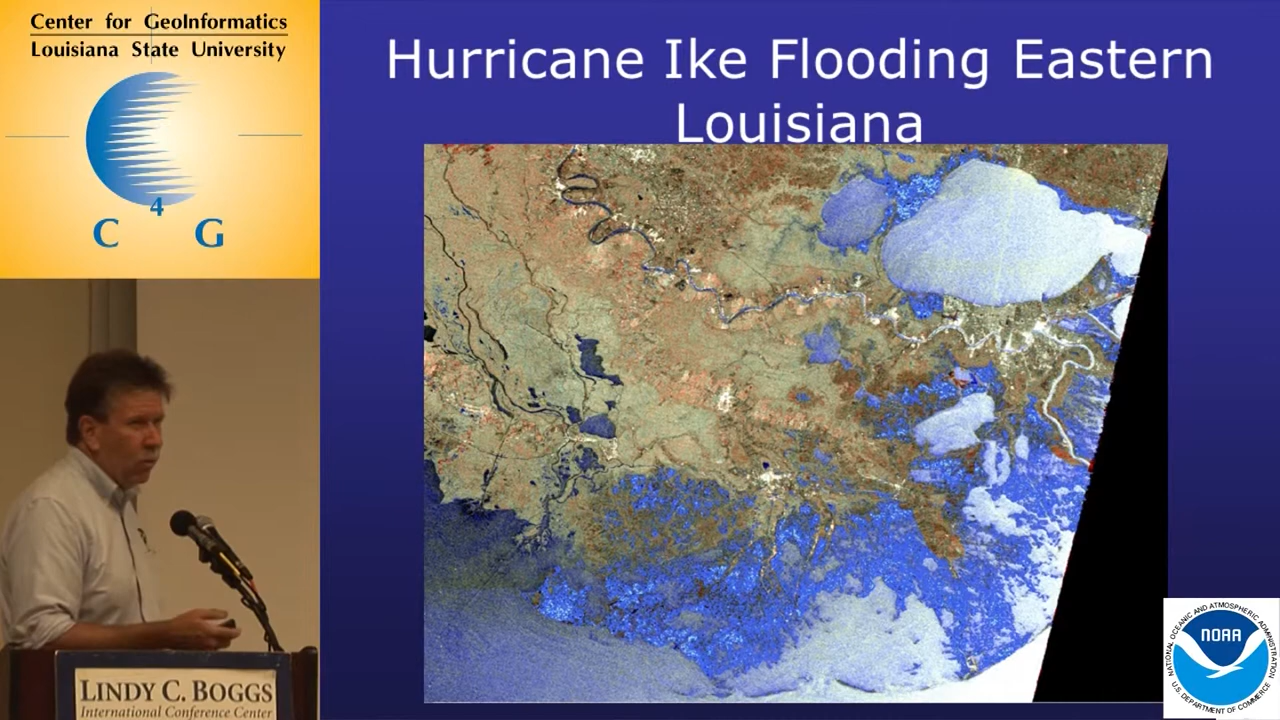 Center for GeoInformatics
Louisiana State University
C 4 G
Hurricane Ike Flooding Eastern
Louisiana
LINDY C. BOGGS
International Conference Center
NATIONAL OCEANIC AND ATMOSPHERIC ADMINISTRATION
NOAA
U.S. DEPARTMENT OF COMMERCE